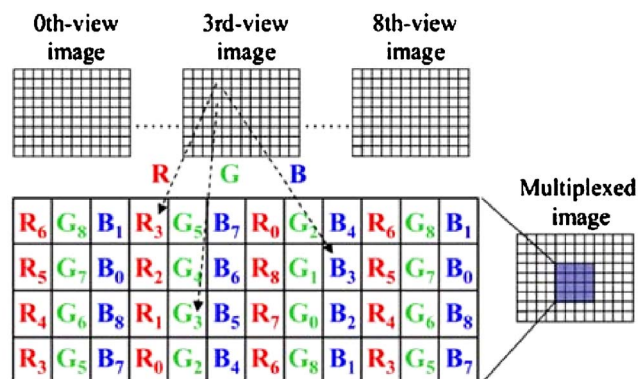 0th-view image
3rd-view image
8th-view image
R G B
Multiplexed image
R6 G8 B1 R3 G5 B7 R0 G2 B4 R6 G8 B1
R5 G7 B0 R2 G4 B6 R8 G1 B3 R5 G7 B0
R4 G6 B8 R1 G3 B5 R7 G0 B2 R4 G6 B8
R3 G5 B7 R0 G2 B4 R6 G8 B1 R3 G5 B7